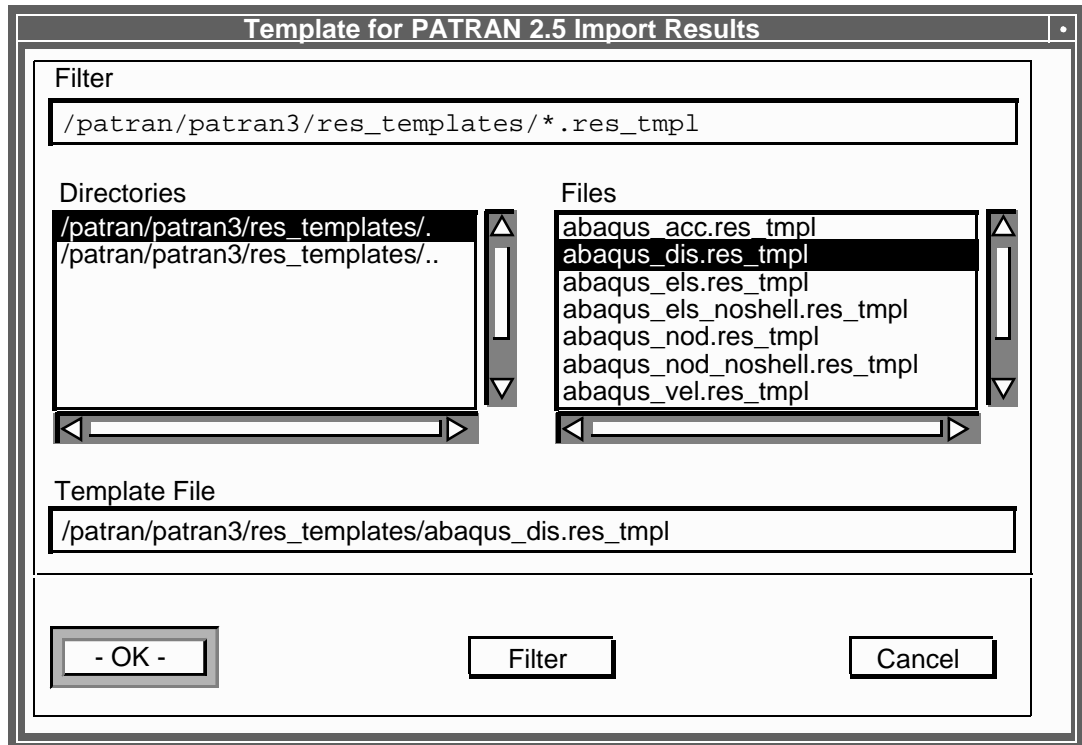 Template for PATRAN 2.5 Import Results
Filter
/patran/patran3/res_templates/*.res_tmpl
Directories
/patran/patran3/res_templates/.
/patran/patran3/res_templates/..
Files
abaqus_acc.res_tmpl
abaqus_dis.res_tmpl
abaqus_els.res_tmpl
abaqus_els_noshell.res_tmpl
abaqus_nod.res_tmpl
abaqus_nod_noshell.res_tmpl
abaqus_vel.res_tmpl
Template File
/patran/patran3/res_templates/abaqus_dis.res_tmpl
- OK -
Filter
Cancel